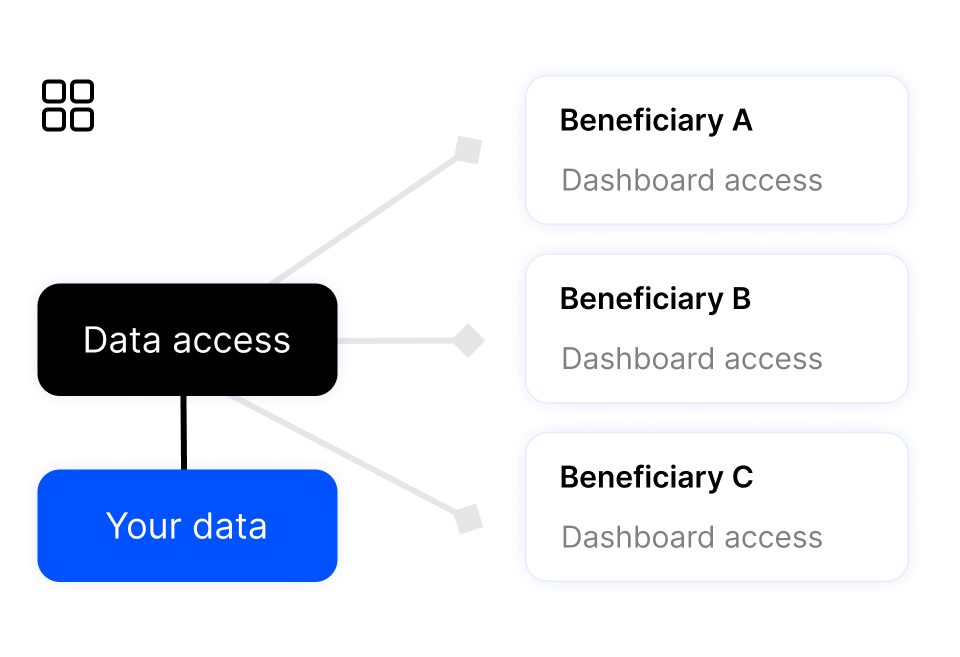 Data access
Your data
Beneficiary A
Dashboard access
Beneficiary B
Dashboard access
Beneficiary C
Dashboard access